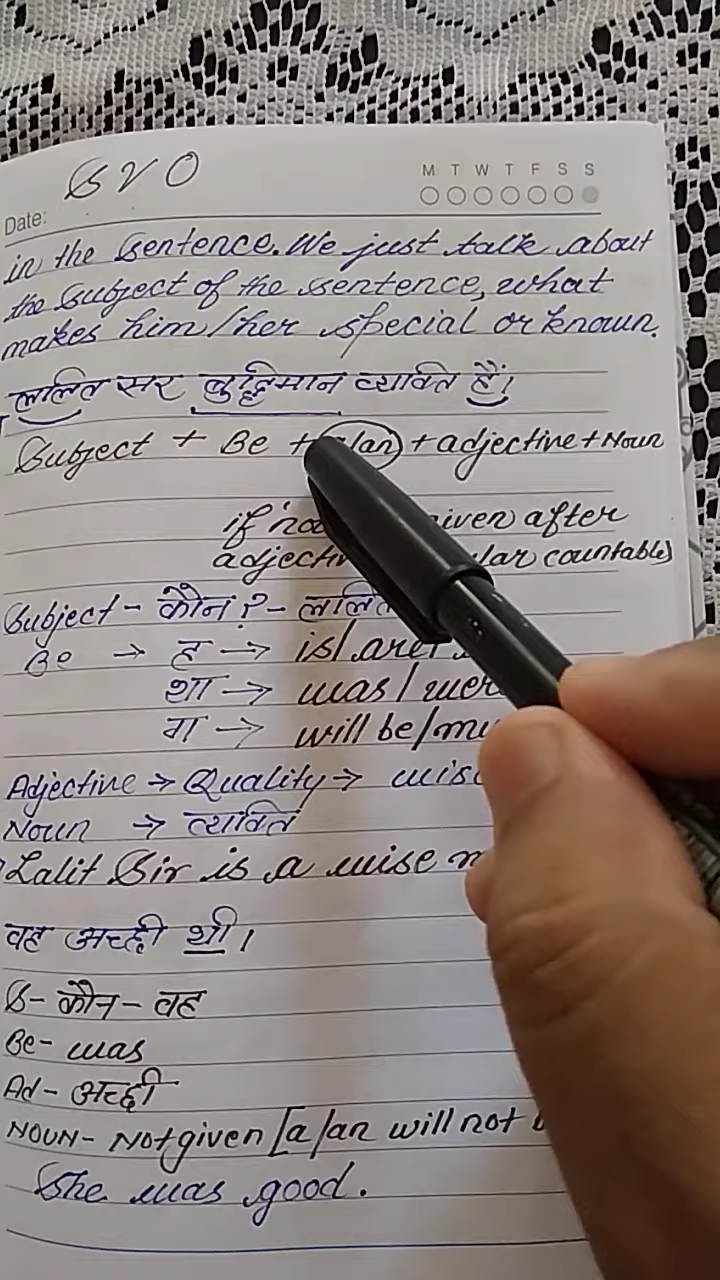 SVO
M T W T F S S
Date:
in the sentence. We just talk about
the subject of the sentence, what
makes him/her special or known.
ललित सर बुद्धिमान व्यक्ति हैं।
Subject + Be + a/an + adjective + Noun
if given after
countable)
Subject - कौन? - ललित
Be → ह → is/are/
था → was/were
गा → will be/
Adjective → Quality → wise
Noun → व्यक्ति
Lalit Sir is a wise
वह अच्छी थी।
S - कौन - वह
Be - was
Ad - अच्छी
NOUN - Not given [a/an will not
She was good.